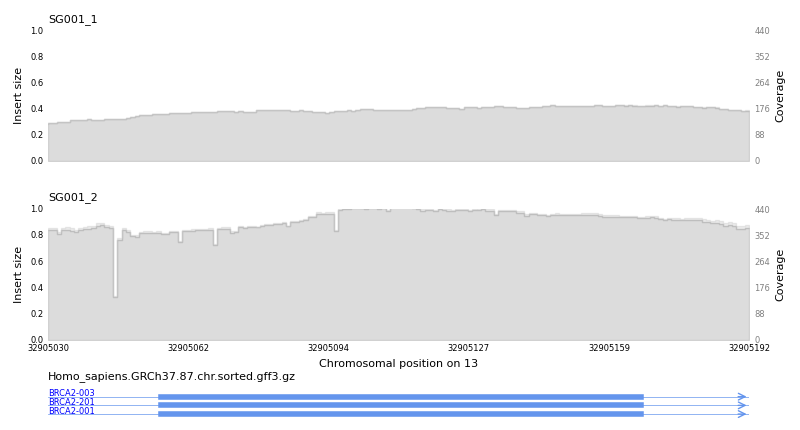 SG001_1
1.0 440
0.8 352
0.6 264
0.4 176
0.2 88
0.0 0
Insert size
Coverage
SG001_2
1.0 440
0.8 352
0.6 264
0.4 176
0.2 88
0.0 0
Insert size
Coverage
32905030 32905062 32905094 32905127 32905159 32905192
Chromosomal position on 13
Homo_sapiens.GRCh37.87.chr.sorted.gff3.gz
BRCA2-003
BRCA2-201
BRCA2-001